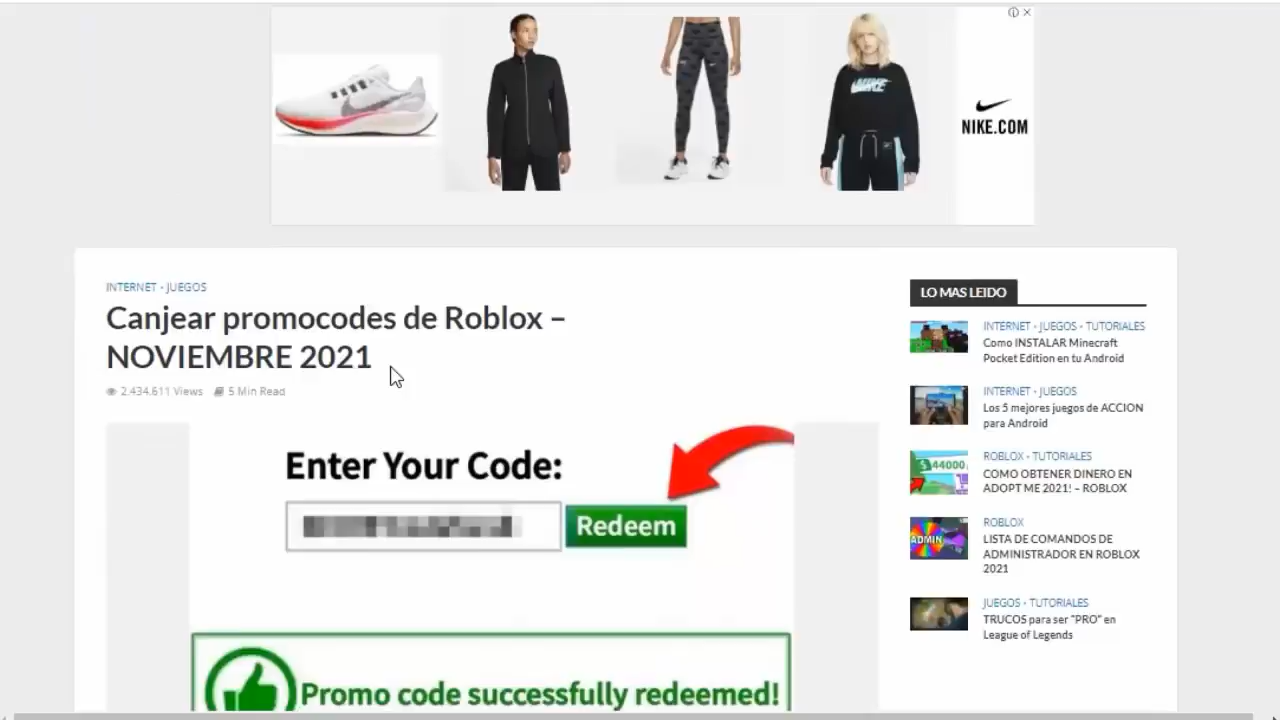 NIKE
NIKE.COM
INTERNET • JUEGOS
Canjear promocodes de Roblox –
NOVIEMBRE 2021
2.434.611 Views 5 Min Read
Enter Your Code:
Redeem
Promo code successfully redeemed!
LO MAS LEIDO
INTERNET • JUEGOS • TUTORIALES
Como INSTALAR Minecraft
Pocket Edition en tu Android
INTERNET • JUEGOS
Los 5 mejores juegos de ACCION
para Android
$44000
ROBLOX • TUTORIALES
COMO OBTENER DINERO EN
ADOPT ME 2021! – ROBLOX
ADMIN
ROBLOX
LISTA DE COMANDOS DE
ADMINISTRADOR EN ROBLOX
2021
JUEGOS • TUTORIALES
TRUCOS para ser "PRO" en
League of Legends